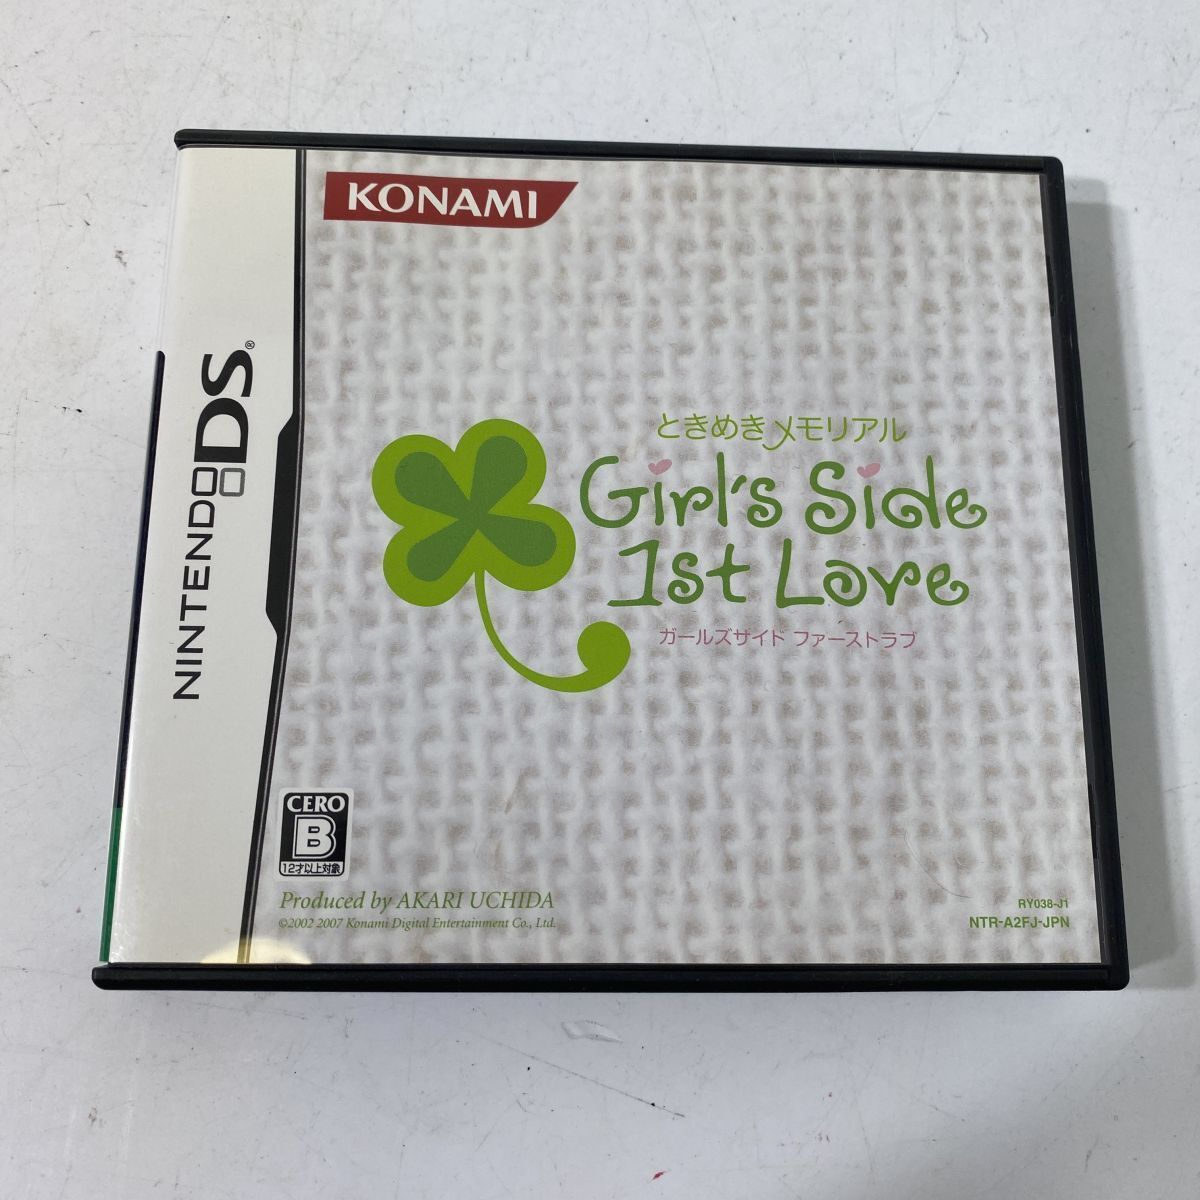 KONAMI
NINTENDO DS®
ときめきメモリアル
Girl's Side
1st Love
ガールズサイド ファーストラブ
CERO
B
12才以上対象
Produced by AKARI UCHIDA
©2002 2007 Konami Digital Entertainment Co., Ltd.
RY038-J1
NTR-A2FJ-JPN